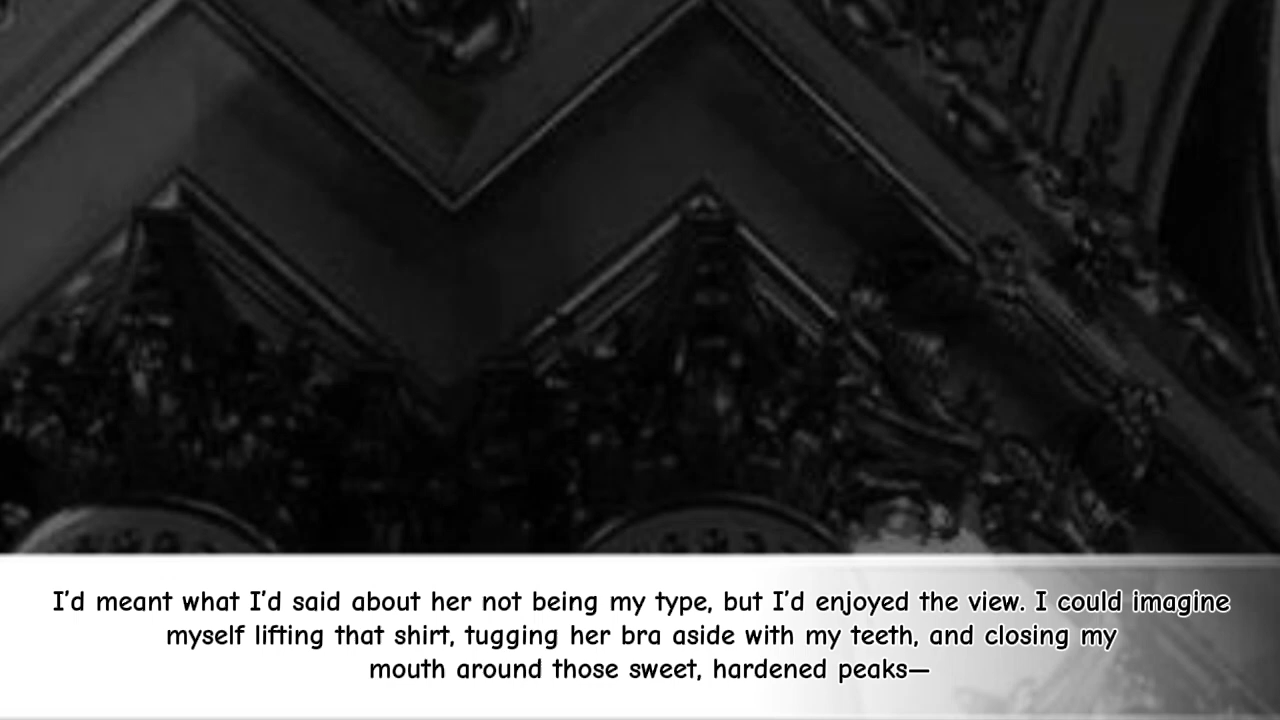 I'd meant what I'd said about her not being my type, but I'd enjoyed the view. I could imagine
myself lifting that shirt, tugging her bra aside with my teeth, and closing my
mouth around those sweet, hardened peaks—